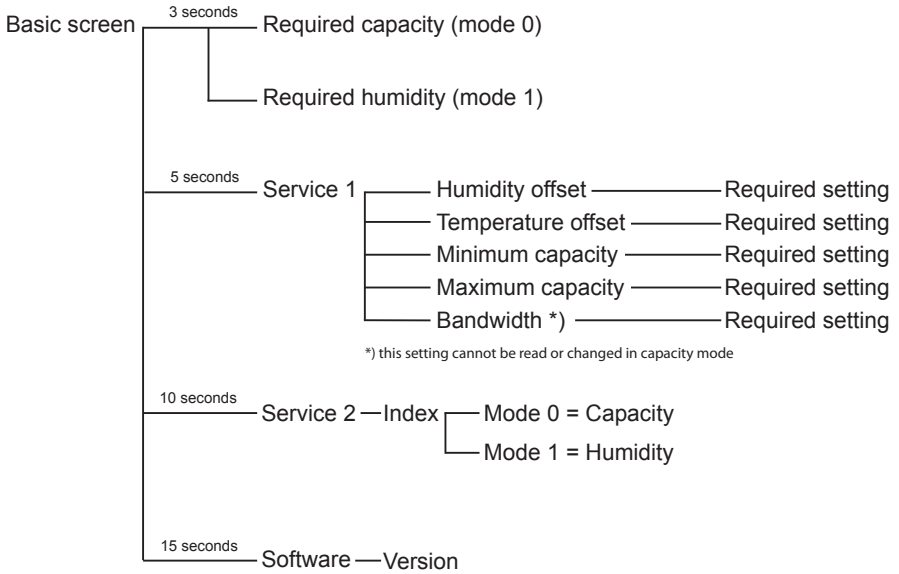 Basic screen 3 seconds Required capacity (mode 0)
Required humidity (mode 1)
5 seconds Service 1 Humidity offset Required setting
Temperature offset Required setting
Minimum capacity Required setting
Maximum capacity Required setting
Bandwidth *) Required setting
*) this setting cannot be read or changed in capacity mode
10 seconds Service 2 Index Mode 0 = Capacity
Mode 1 = Humidity
15 seconds Software Version